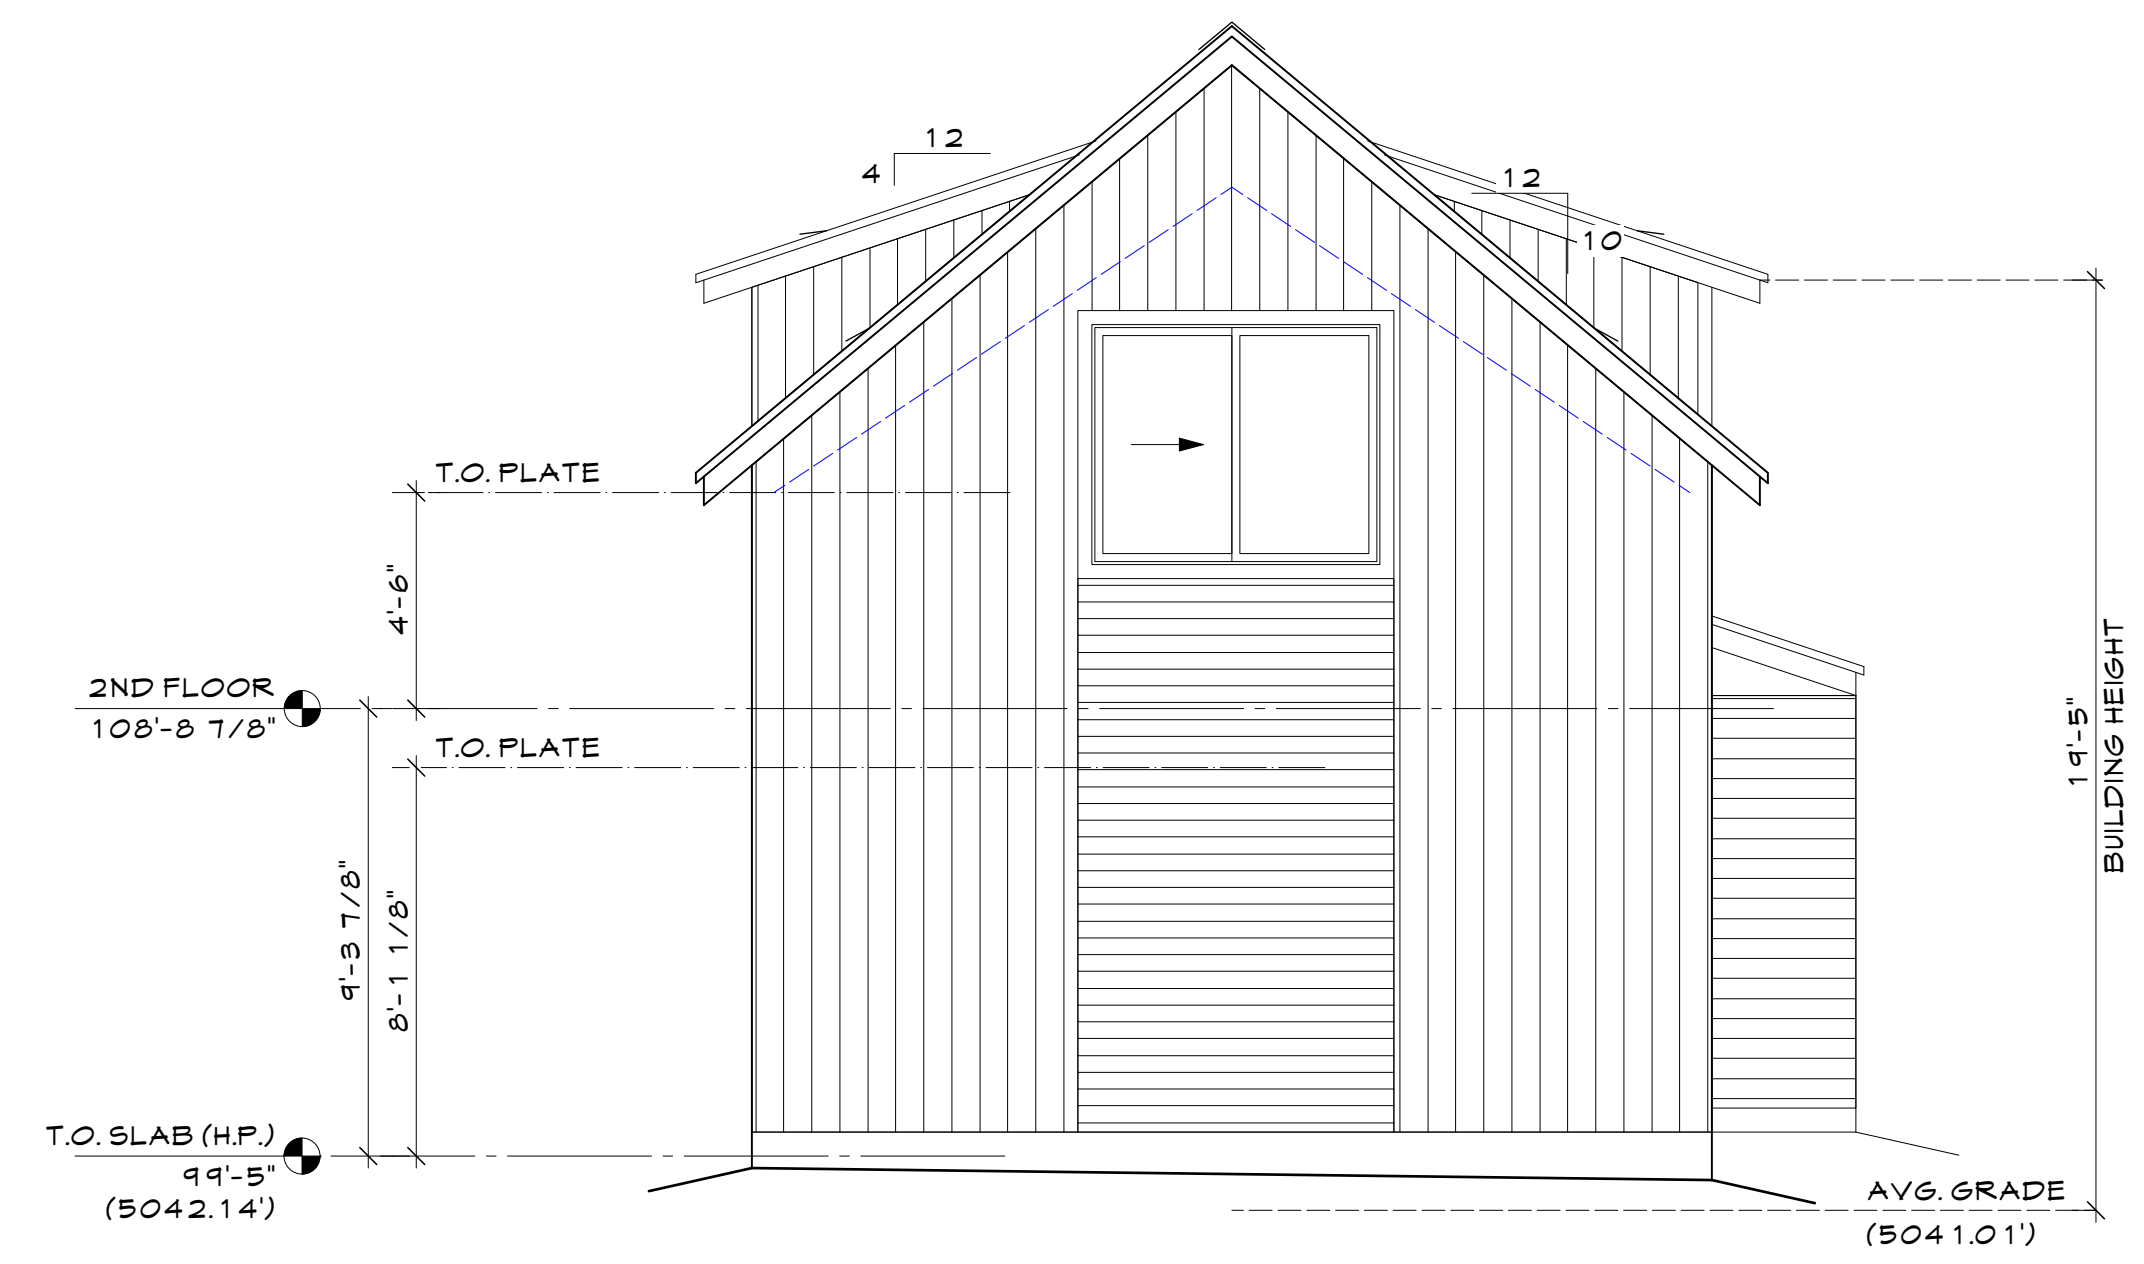 12
4
12
10
T.O. PLATE
4'-6"
2ND FLOOR
108'-8 7/8"
T.O. PLATE
9'-3 7/8"
8'-1 1/8"
19'-5"
BUILDING HEIGHT
T.O. SLAB (H.P.)
99'-5"
(5042.14')
AVG. GRADE
(5041.01')